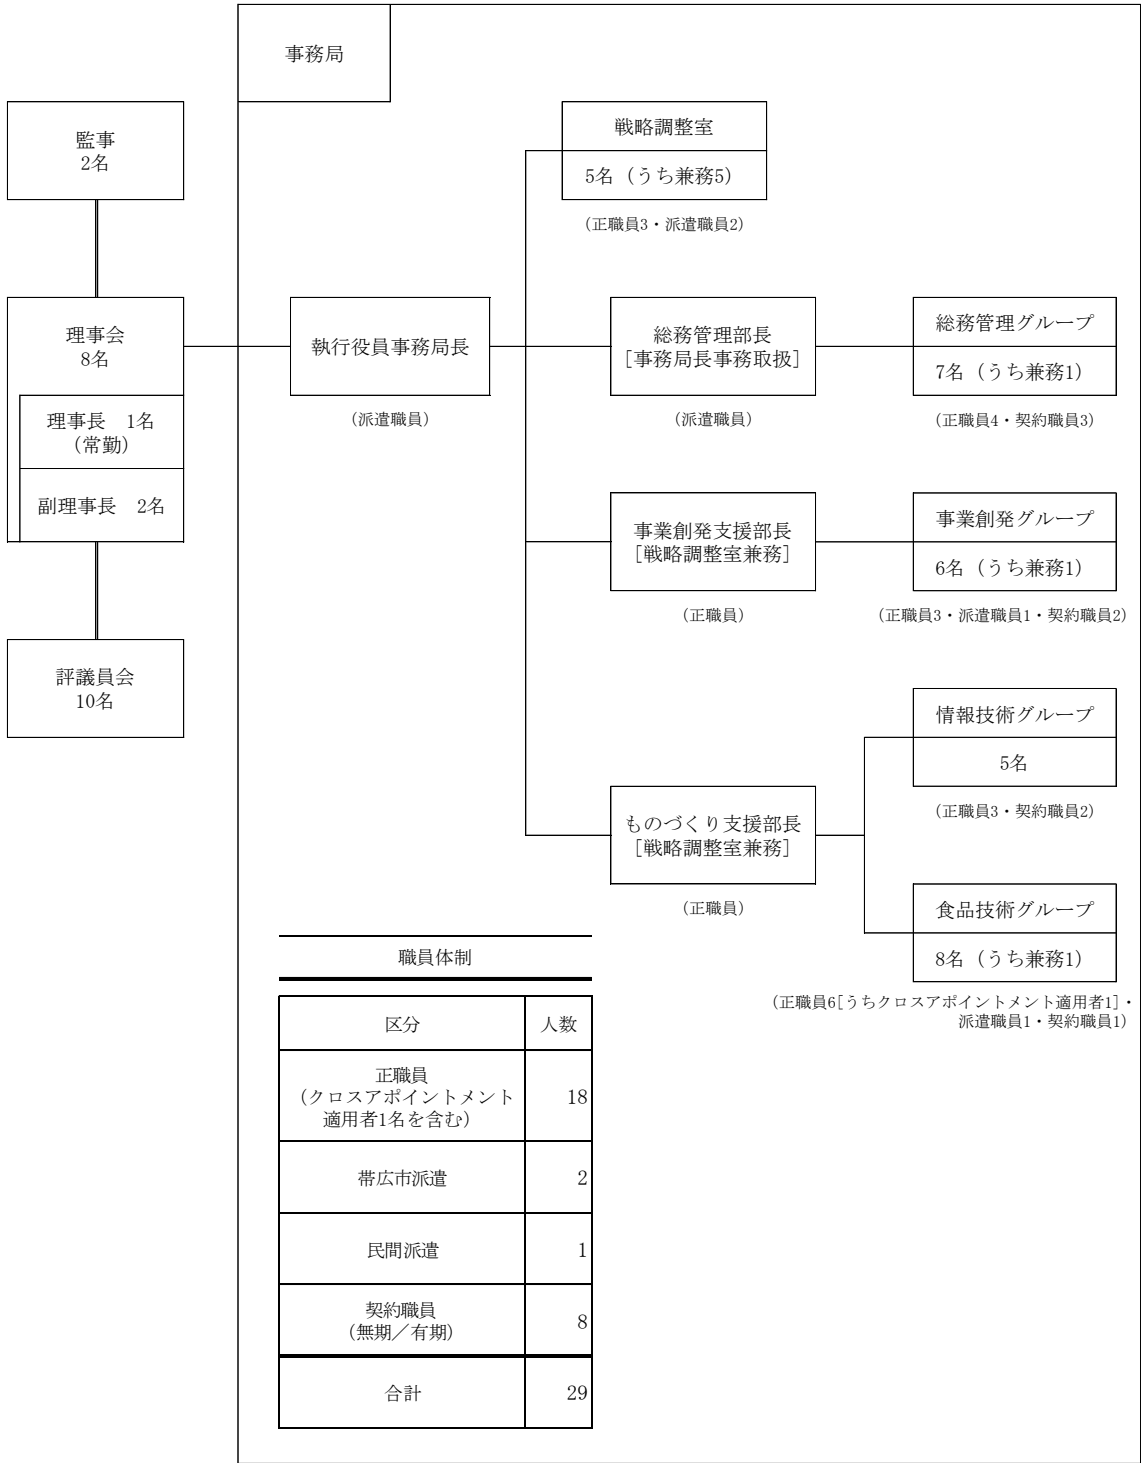 事務局
監事
2名
理事会
8名
理事長　1名
（常勤）
副理事長　2名
評議員会
10名
執行役員事務局長
（派遣職員）
戦略調整室
5名（うち兼務5）
（正職員3・派遣職員2）
総務管理部長
［事務局長事務取扱］
（派遣職員）
総務管理グループ
7名（うち兼務1）
（正職員4・契約職員3）
事業創発支援部長
［戦略調整室兼務］
（正職員）
事業創発グループ
6名（うち兼務1）
（正職員3・派遣職員1・契約職員2）
ものづくり支援部長
［戦略調整室兼務］
（正職員）
情報技術グループ
5名
（正職員3・契約職員2）
食品技術グループ
8名（うち兼務1）
（正職員6［うちクロスアポイントメント適用者1］・
派遣職員1・契約職員1）
職員体制
区分　人数
正職員
（クロスアポイントメント
適用者1名を含む）
18
帯広市派遣　2
民間派遣　1
契約職員
（無期／有期）
8
合計　29